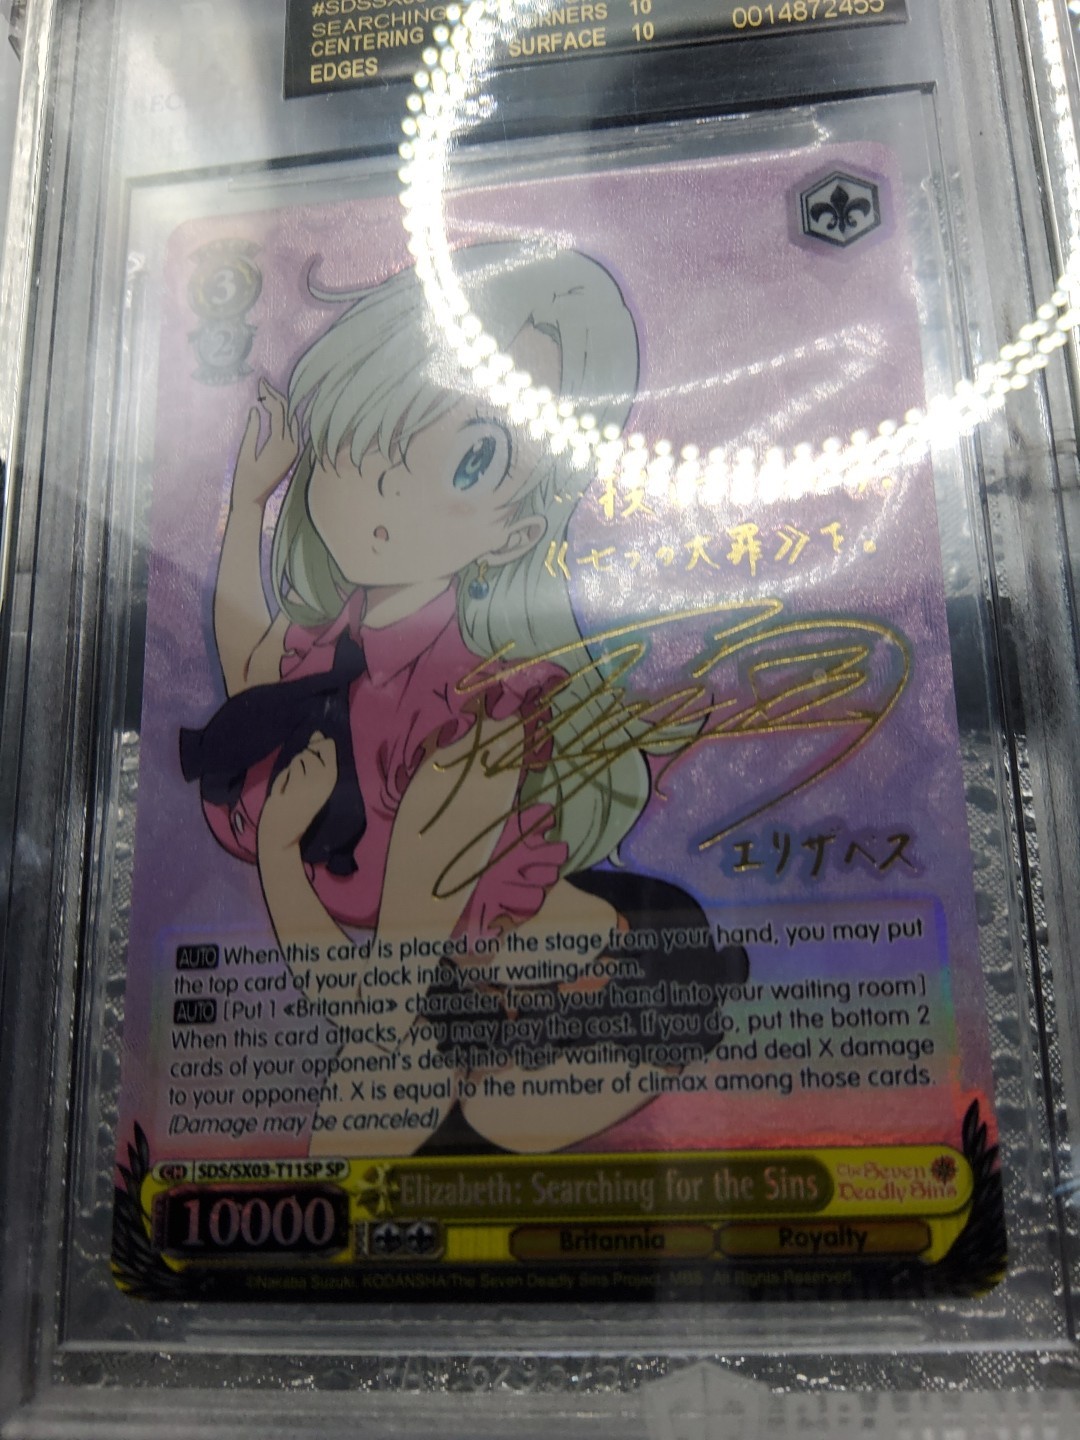 SEARCHING
CENTERING
EDGES
CORNERS 10
SURFACE 10
0014872455
3
2
《七つの大罪》を。
エリザベス
AUTO When this card is placed on the stage from your hand, you may put
the top card of your clock into your waiting room.
AUTO [Put 1 «Britannia» character from your hand into your waiting room]
When this card attacks, you may pay the cost. If you do, put the bottom 2
cards of your opponent's deck into their waiting room, and deal X damage
to your opponent. X is equal to the number of climax among those cards.
(Damage may be canceled)
CH SDS/SX03-T11SP SP
10000
Elizabeth: Searching for the Sins
The Seven
Deadly Sins
Britannia
Royalty
©Nakaba Suzuki, KODANSHA/The Seven Deadly Sins Project, MBS. All Rights Reserved.